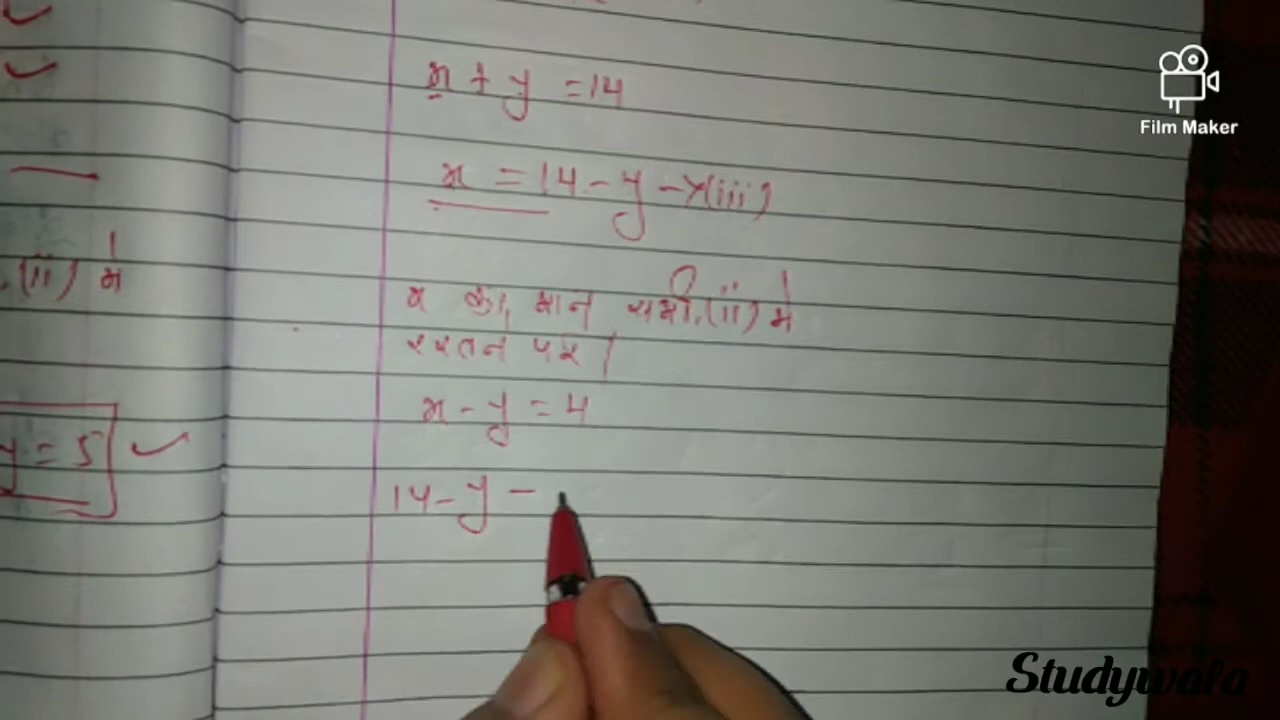 x + y = 14
x = 14 - y - (iii)
x का मान समी.(ii) में
रखने पर |
x - y = 4
14 - y -
.(ii) में
y = 5
Film Maker
Studywala